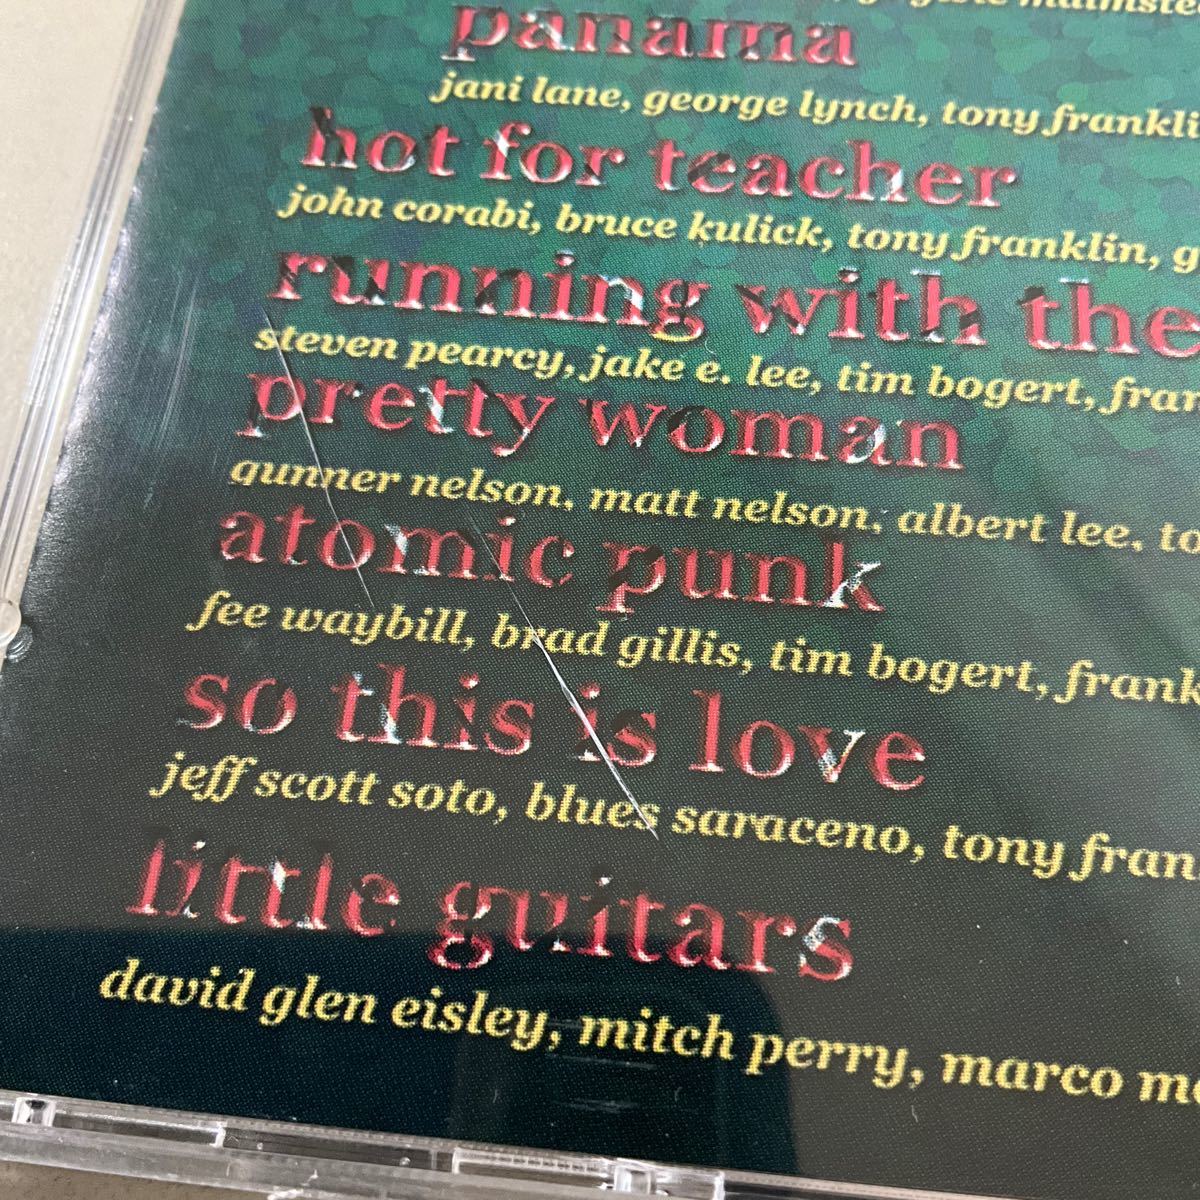 panama
jani lane, george lynch, tony
hot for teacher
john corabi, bruce kulick, tony franklin,
running with the
steven pearcy, jake e. lee, tim bogert,
pretty woman
gunner nelson, matt nelson, albert lee,
atomic punk
fee waybill, brad gillis, tim bogert,
so this is love
jeff scott soto, blues saraceno, tony
little guitars
david glen eisley, mitch perry, marco